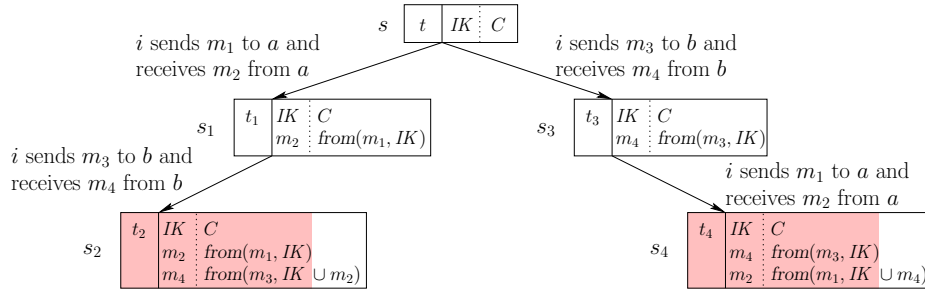 s t IK C
i sends m₁ to a and
receives m₂ from a
i sends m₃ to b and
receives m₄ from b
s₁ t₁ IK C
m₂ from(m₁, IK)
s₃ t₃ IK C
m₄ from(m₃, IK)
i sends m₃ to b and
receives m₄ from b
i sends m₁ to a and
receives m₂ from a
s₂ t₂ IK C
m₂ from(m₁, IK)
m₄ from(m₃, IK ∪ m₂)
s₄ t₄ IK C
m₄ from(m₃, IK)
m₂ from(m₁, IK ∪ m₄)